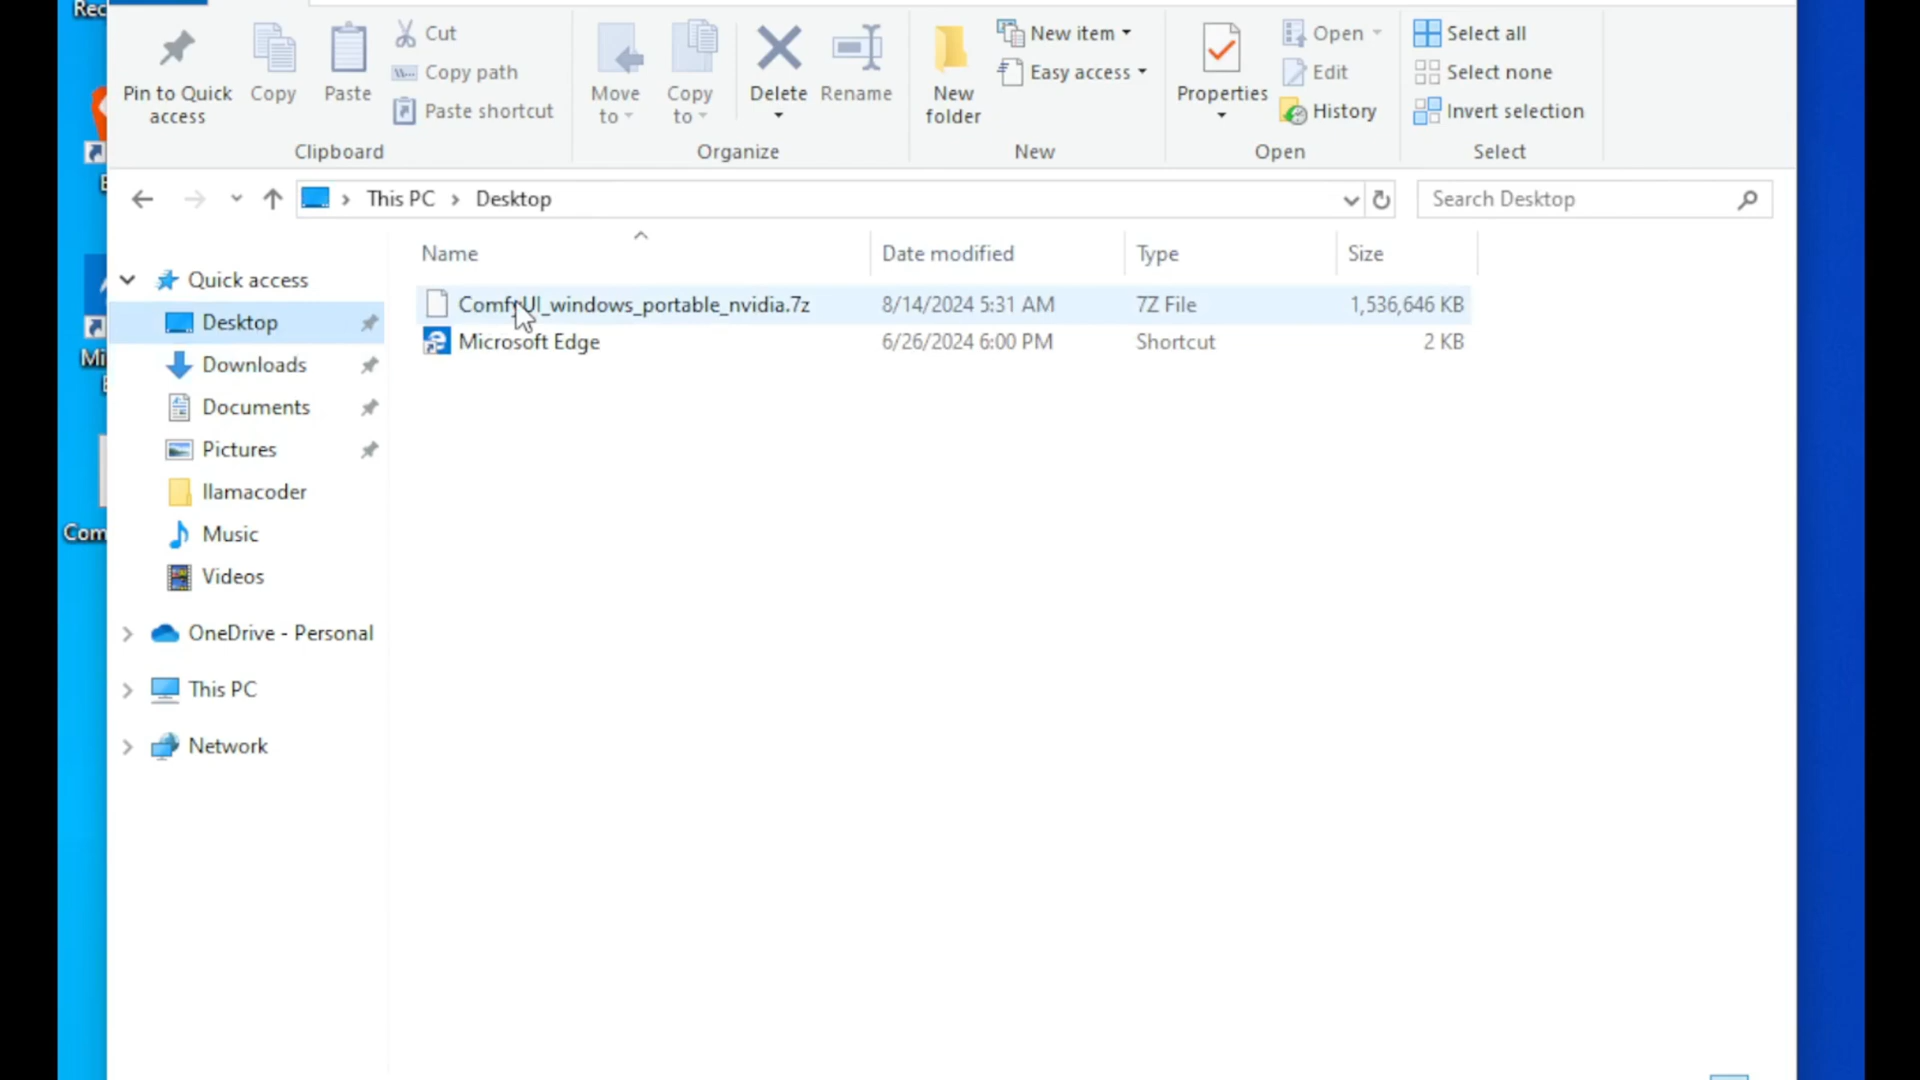 Rec
Pin to Quick
access
Copy
Paste
Cut
Copy path
Paste shortcut
Clipboard
Move
to
Copy
to
Delete
Rename
Organize
New
folder
New item
Easy access
New
Properties
Open
Edit
History
Open
Select all
Select none
Invert selection
Select
This PC
Desktop
Search Desktop
Name
Date modified
Type
Size
ComfyUI_windows_portable_nvidia.7z
8/14/2024 5:31 AM
7Z File
1,536,646 KB
Microsoft Edge
6/26/2024 6:00 PM
Shortcut
2 KB
Quick access
Desktop
Downloads
Documents
Pictures
llamacoder
Music
Videos
OneDrive - Personal
This PC
Network
Mi
Com